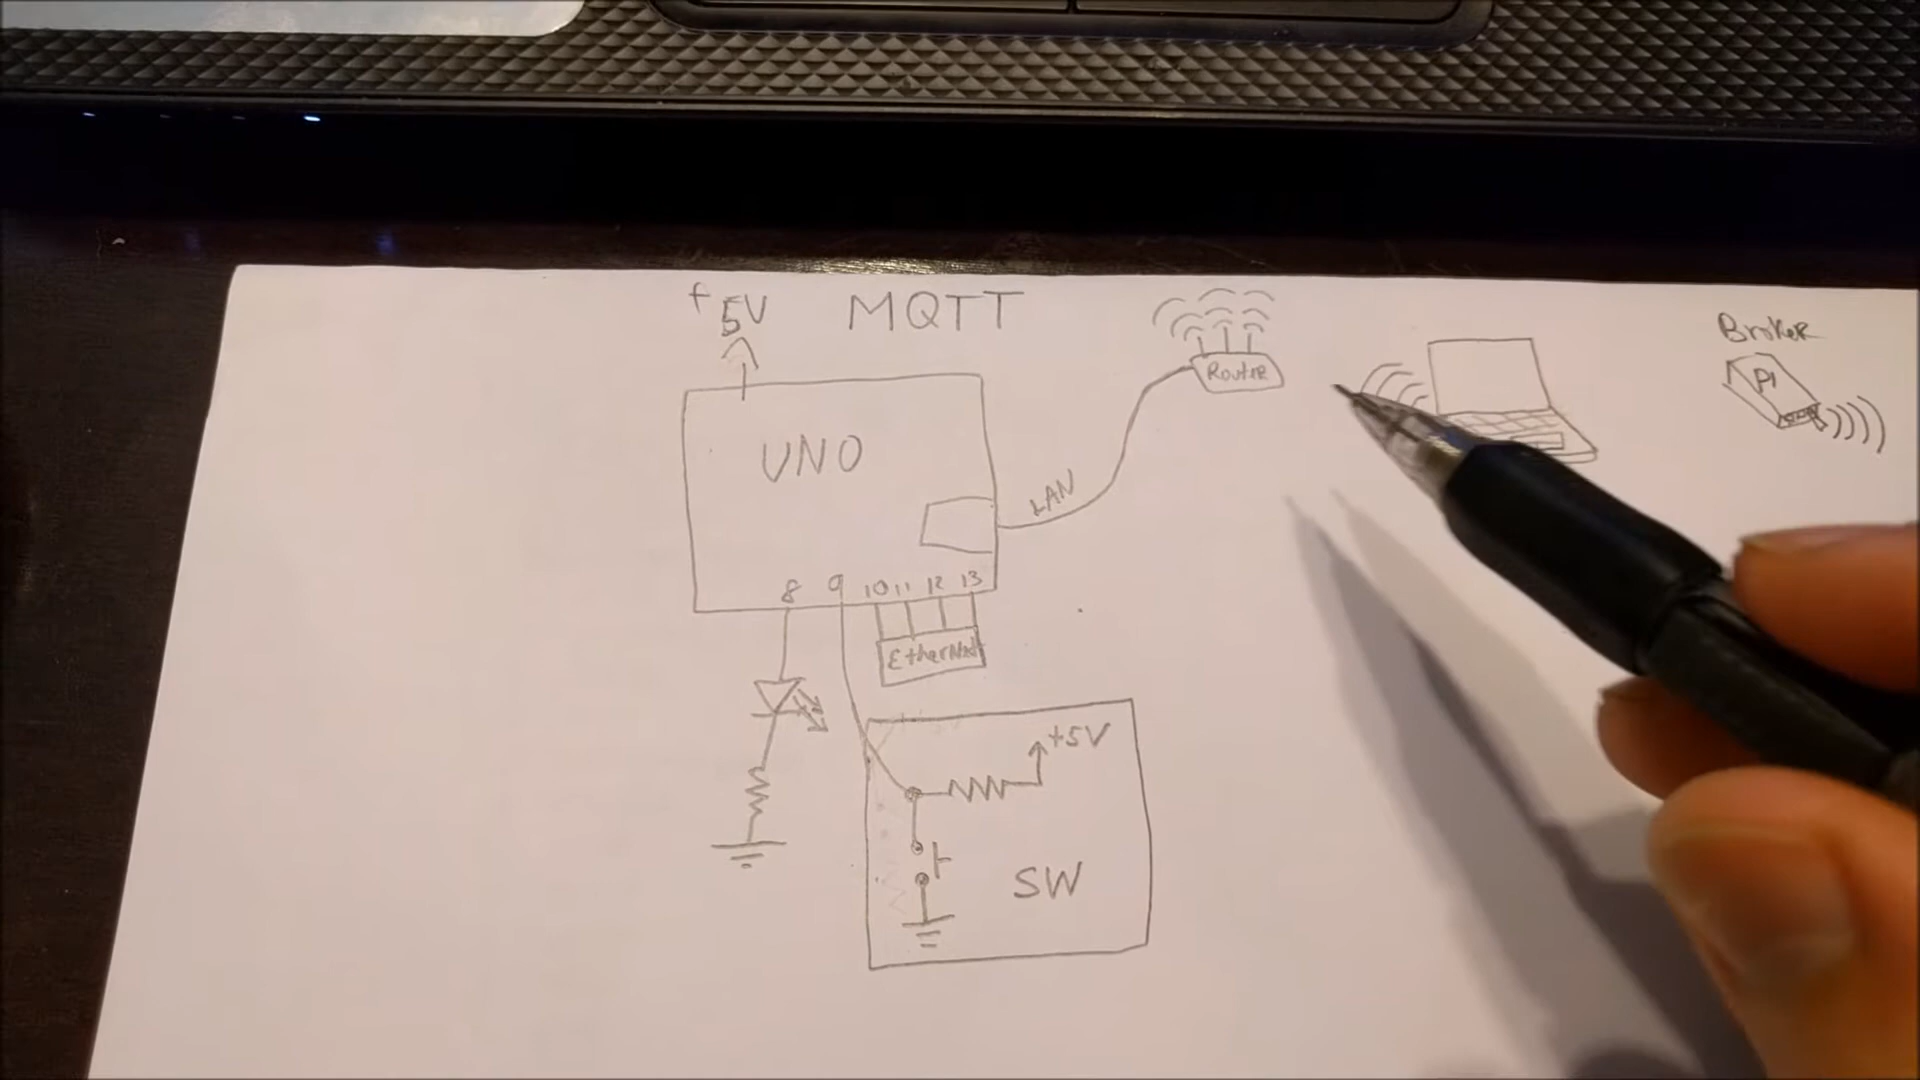 +5V MQTT
Broker
Router
Pi
UNO
LAN
8 9 10 11 12 13
EtherNet
+5V
SW